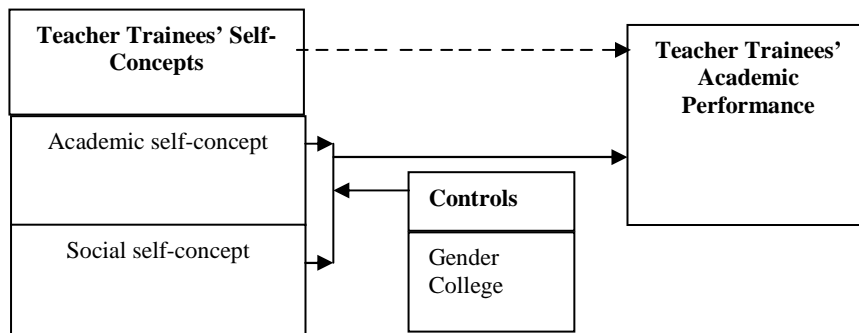 Teacher Trainees’ Self-
Concepts
Teacher Trainees’
Academic
Performance
Academic self-concept
Controls
Social self-concept
Gender
College